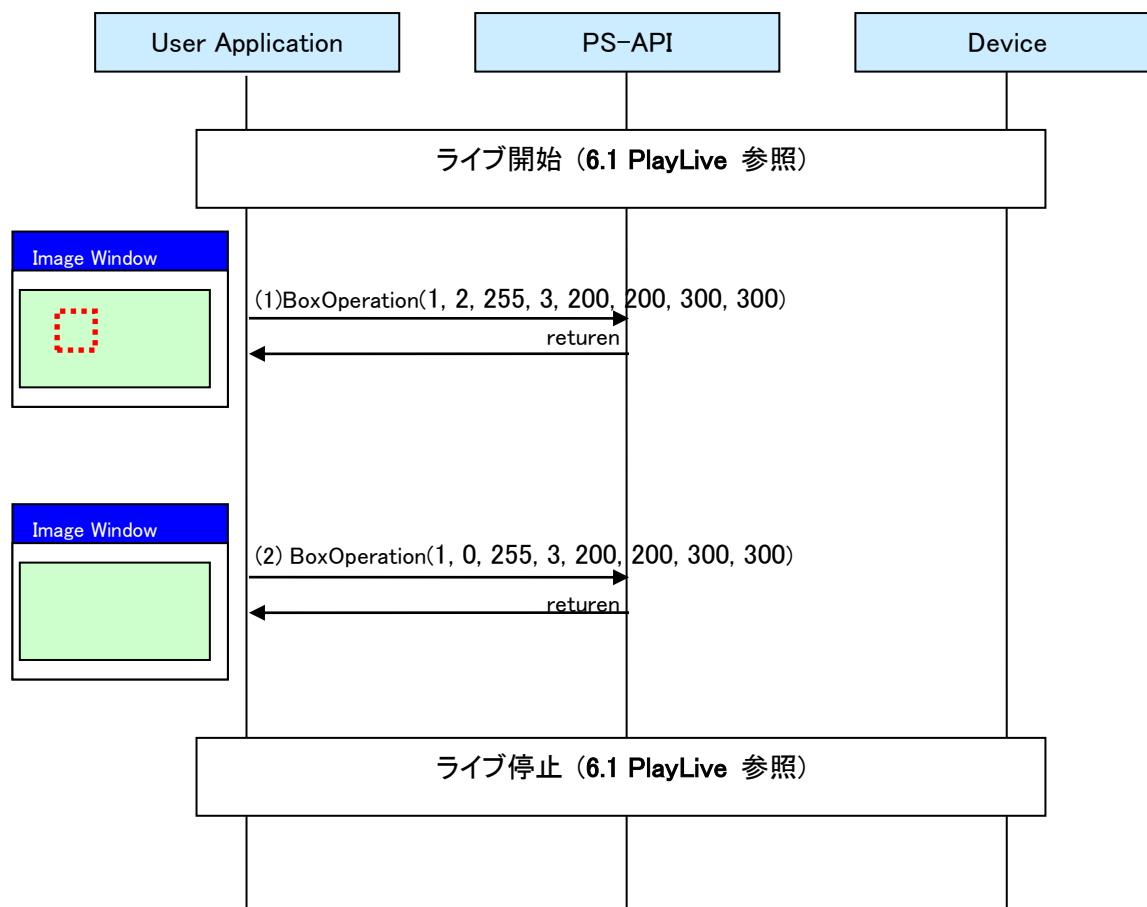 User Application
PS-API
Device
ライブ開始 (6.1 PlayLive 参照)
Image Window
(1)BoxOperation(1, 2, 255, 3, 200, 200, 300, 300)
returen
Image Window
(2) BoxOperation(1, 0, 255, 3, 200, 200, 300, 300)
returen
ライブ停止 (6.1 PlayLive 参照)